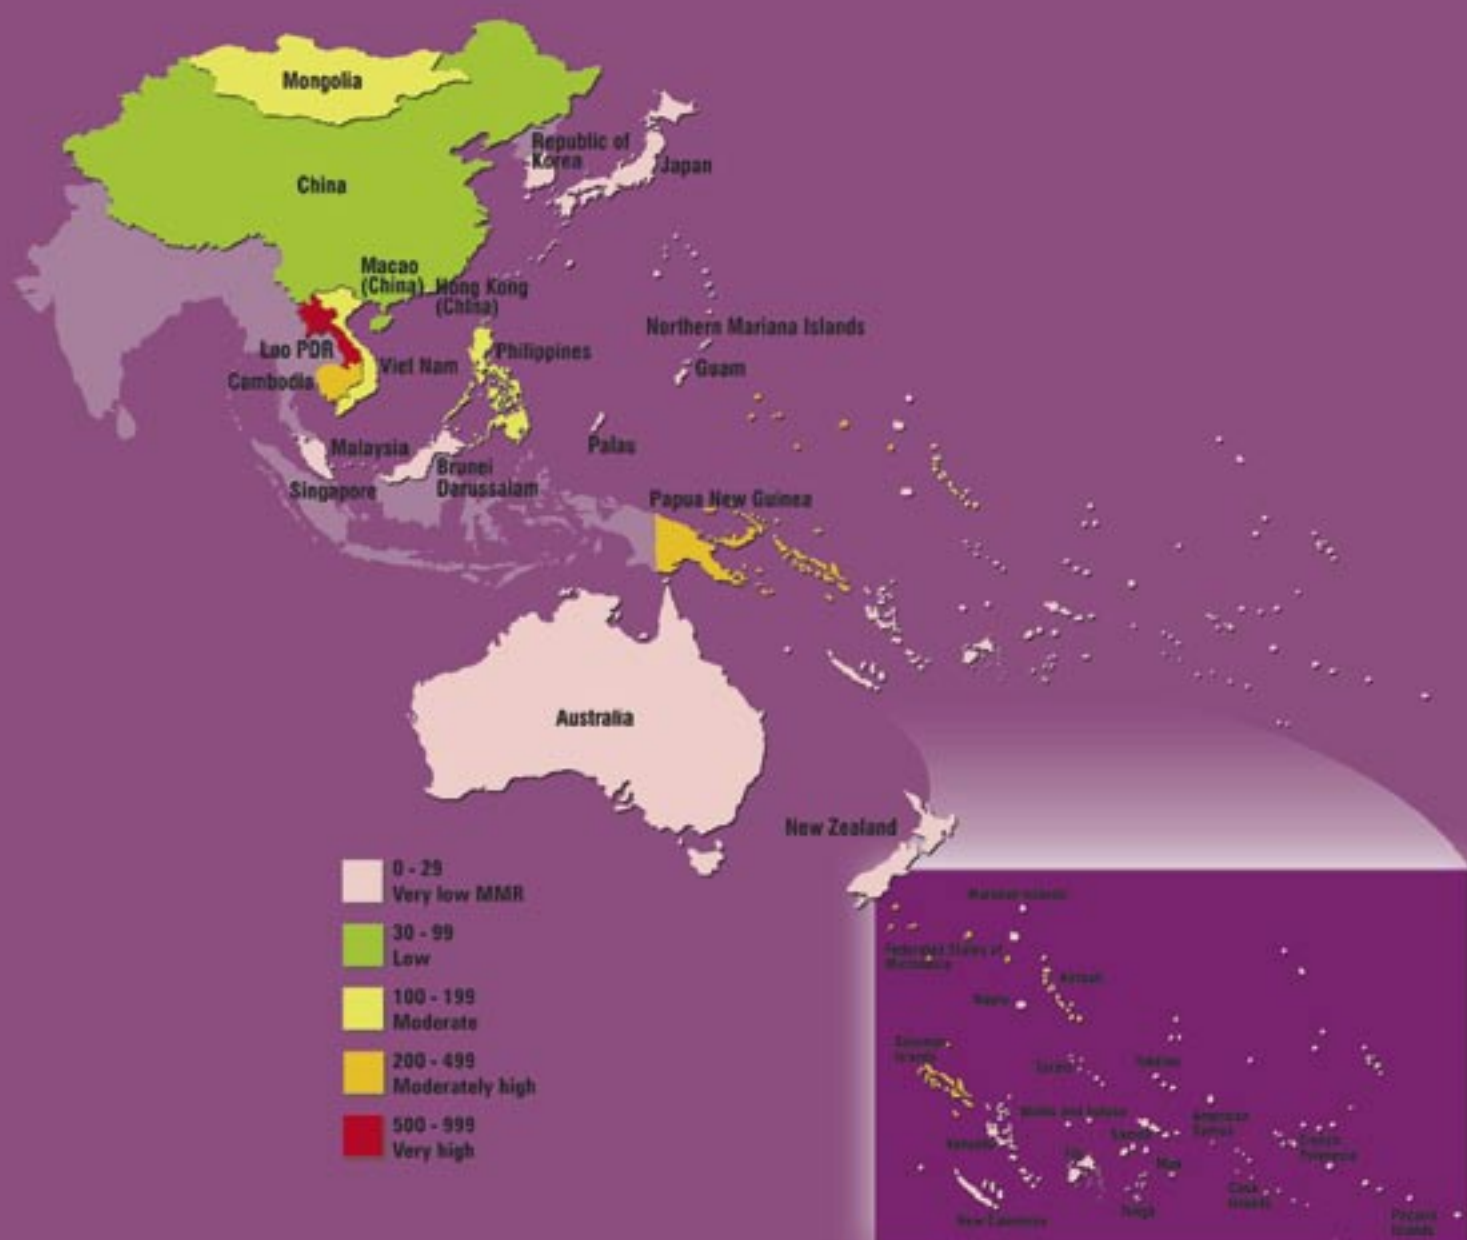 Mongolia
China
Republic of
Korea
Japan
Macao
(China)
Hong Kong
(China)
Northern Mariana Islands
Guam
Lao PDR
Viet Nam
Philippines
Cambodia
Palau
Malaysia
Singapore
Brunei
Darussalam
Papua New Guinea
Australia
New Zealand
0 - 29
Very low MMR
30 - 99
Low
100 - 199
Moderate
200 - 499
Moderately high
500 - 999
Very high
Federated States of
Micronesia
Kiribati
Nauru
Solomon
Islands
Tuvalu
Tokelau
Wallis and Futuna
American
Samoa
Samoa
Vanuatu
Fiji
Niue
French
Polynesia
Cook
Islands
Tonga
New Caledonia
Pitcairn
Islands